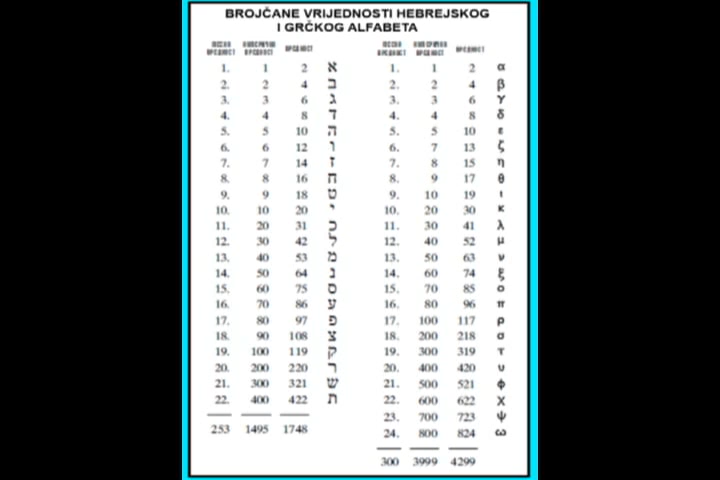 BROJČANE VRIJEDNOSTI HEBREJSKOG
I GRČKOG ALFABETA
1. 1 2 א 1. 1 2 α
2. 2 4 ב 2. 2 4 β
3. 3 6 ג 3. 3 6 γ
4. 4 8 ד 4. 4 8 δ
5. 5 10 ה 5. 5 10 ε
6. 6 12 ו 6. 7 13 ζ
7. 7 14 ז 7. 8 15 η
8. 8 16 ח 8. 9 17 θ
9. 9 18 ט 9. 10 19 ι
10. 10 20 י 10. 20 30 κ
11. 20 31 כ 11. 30 41 λ
12. 30 42 ל 12. 40 52 μ
13. 40 53 מ 13. 50 63 ν
14. 50 64 נ 14. 60 74 ξ
15. 60 75 ס 15. 70 85 ο
16. 70 86 ע 16. 80 96 π
17. 80 97 פ 17. 100 117 ρ
18. 90 108 צ 18. 200 218 σ
19. 100 119 ק 19. 300 319 τ
20. 200 220 ר 20. 400 420 υ
21. 300 321 ש 21. 500 521 φ
22. 400 422 ת 22. 600 622 χ
23. 700 723 ψ
253 1495 1748 24. 800 824 ω
300 3999 4299